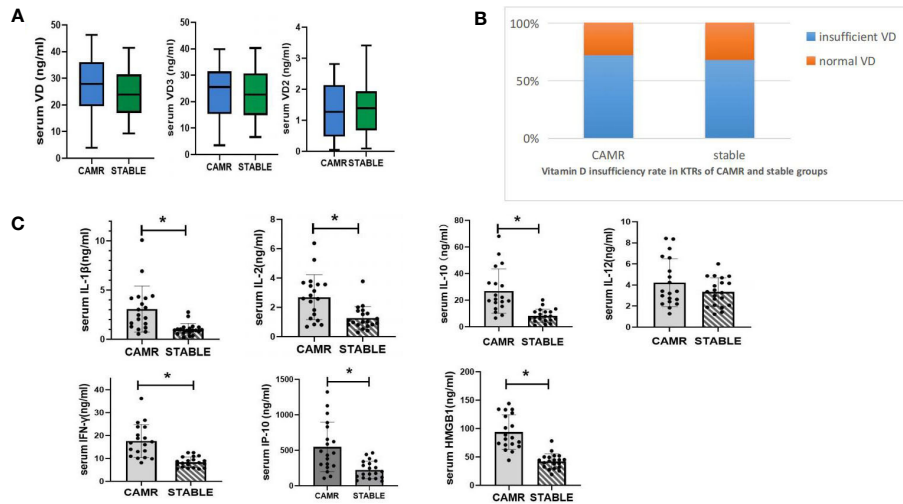 A
serum VD (ng/ml)
50
40
30
20
10
0
CAMR STABLE
serum VD3 (ng/ml)
50
40
30
20
10
0
CAMR STABLE
serum VD2 (ng/ml)
4
3
2
1
0
CAMR STABLE
B
100%
50%
0%
CAMR
stable
insufficient VD
normal VD
Vitamin D insufficiency rate in KTRs of CAMR and stable groups
C
serum IL-1β(ng/ml)
10
5
0
*
CAMR STABLE
serum IL-2(ng/ml)
8
6
4
2
0
*
CAMR STABLE
serum IL-10 (ng/ml)
80
60
40
20
0
*
CAMR STABLE
serum IL-12(ng/ml)
12
10
8
6
4
2
0
CAMR STABLE
serum IFN-γ(ng/ml)
40
30
20
10
0
*
CAMR STABLE
serum IP-10(ng/ml)
1500
1000
500
0
*
CAMR STABLE
serum HMGB1(ng/ml)
200
150
100
50
0
*
CAMR STABLE